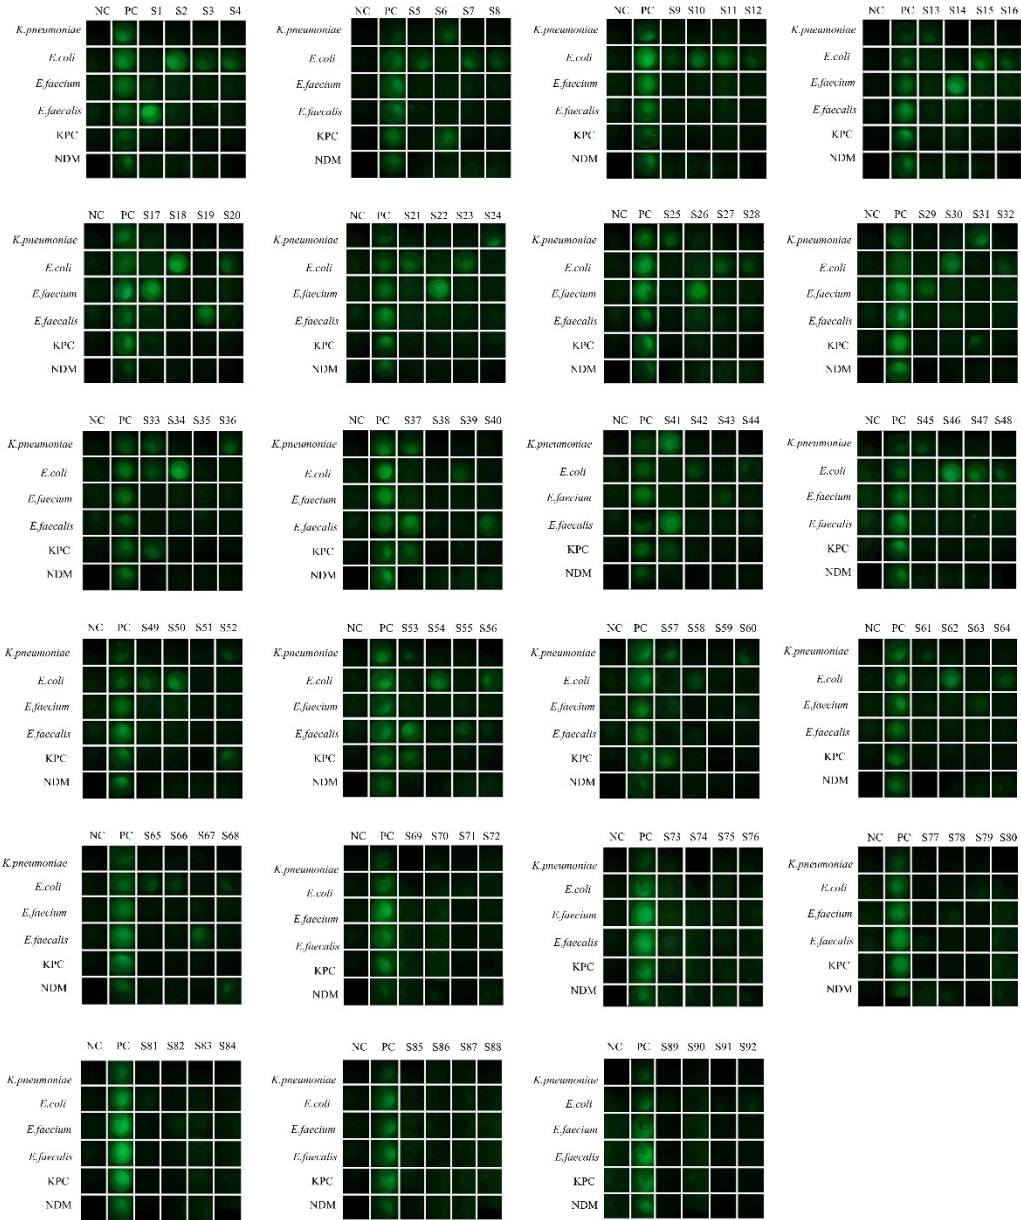 NC PC S1 S2 S3 S4
K.pneumoniae
E.coli
E.faecium
E.faecalis
KPC
NDM
NC PC S5 S6 S7 S8
K.pneumoniae
E.coli
E.faecium
E.faecalis
KPC
NDM
NC PC S9 S10 S11 S12
K.pneumoniae
E.coli
E.faecium
E.faecalis
KPC
NDM
NC PC S13 S14 S15 S16
K.pneumoniae
E.coli
E.faecium
E.faecalis
KPC
NDM
NC PC S17 S18 S19 S20
K.pneumoniae
E.coli
E.faecium
E.faecalis
KPC
NDM
NC PC S21 S22 S23 S24
K.pneumoniae
E.coli
E.faecium
E.faecalis
KPC
NDM
NC PC S25 S26 S27 S28
K.pneumoniae
E.coli
E.faecium
E.faecalis
KPC
NDM
NC PC S29 S30 S31 S32
K.pneumoniae
E.coli
E.faecium
E.faecalis
KPC
NDM
NC PC S33 S34 S35 S36
K.pneumoniae
E.coli
E.faecium
E.faecalis
KPC
NDM
NC PC S37 S38 S39 S40
K.pneumoniae
E.coli
E.faecium
E.faecalis
KPC
NDM
NC PC S41 S42 S43 S44
K.pneumoniae
E.coli
E.faecium
E.faecalis
KPC
NDM
NC PC S45 S46 S47 S48
K.pneumoniae
E.coli
E.faecium
E.faecalis
KPC
NDM
NC PC S49 S50 S51 S52
K.pneumoniae
E.coli
E.faecium
E.faecalis
KPC
NDM
NC PC S53 S54 S55 S56
K.pneumoniae
E.coli
E.faecium
E.faecalis
KPC
NDM
NC PC S57 S58 S59 S60
K.pneumoniae
E.coli
E.faecium
E.faecalis
KPC
NDM
NC PC S61 S62 S63 S64
K.pneumoniae
E.coli
E.faecium
E.faecalis
KPC
NDM
NC PC S65 S66 S67 S68
K.pneumoniae
E.coli
E.faecium
E.faecalis
KPC
NDM
NC PC S69 S70 S71 S72
K.pneumoniae
E.coli
E.faecium
E.faecalis
KPC
NDM
NC PC S73 S74 S75 S76
K.pneumoniae
E.coli
E.faecium
E.faecalis
KPC
NDM
NC PC S77 S78 S79 S80
K.pneumoniae
E.coli
E.faecium
E.faecalis
KPC
NDM
NC PC S81 S82 S83 S84
K.pneumoniae
E.coli
E.faecium
E.faecalis
KPC
NDM
NC PC S85 S86 S87 S88
K.pneumoniae
E.coli
E.faecium
E.faecalis
KPC
NDM
NC PC S89 S90 S91 S92
K.pneumoniae
E.coli
E.faecium
E.faecalis
KPC
NDM